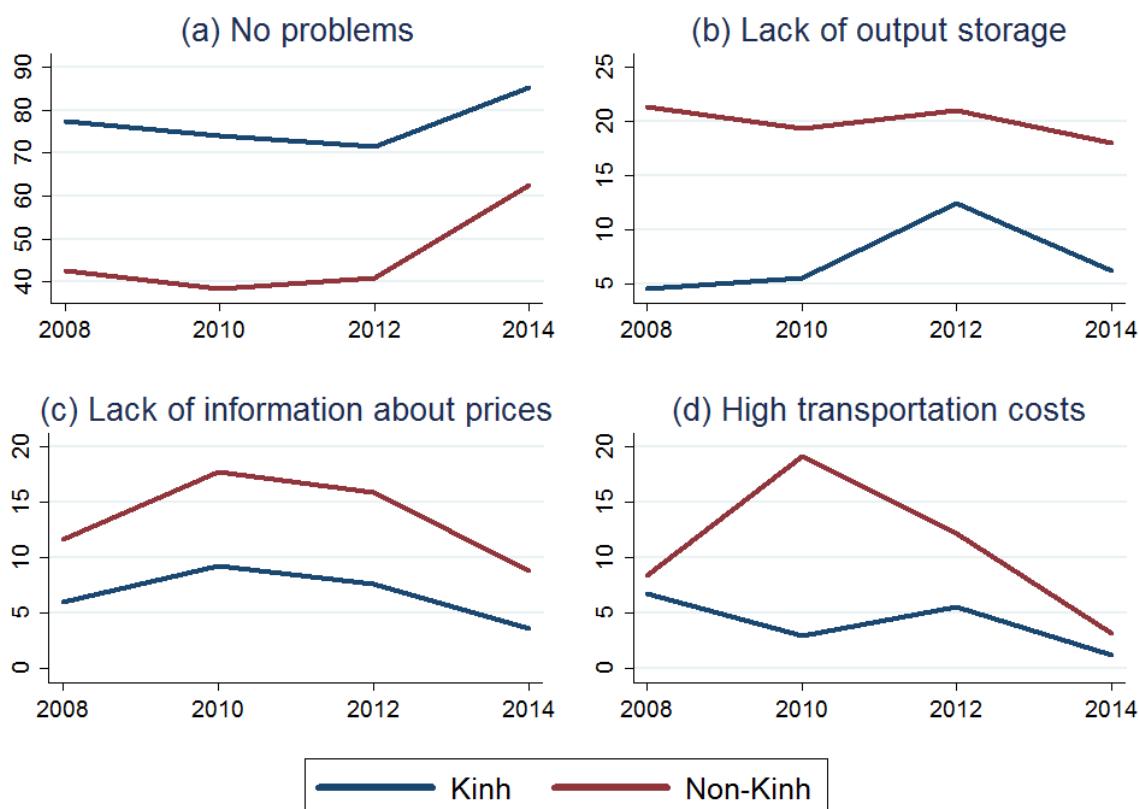 (a) No problems
90
80
70
60
50
40
2008 2010 2012 2014
(b) Lack of output storage
25
20
15
10
5
2008 2010 2012 2014
(c) Lack of information about prices
20
15
10
5
0
2008 2010 2012 2014
(d) High transportation costs
20
15
10
5
0
2008 2010 2012 2014
Kinh Non-Kinh